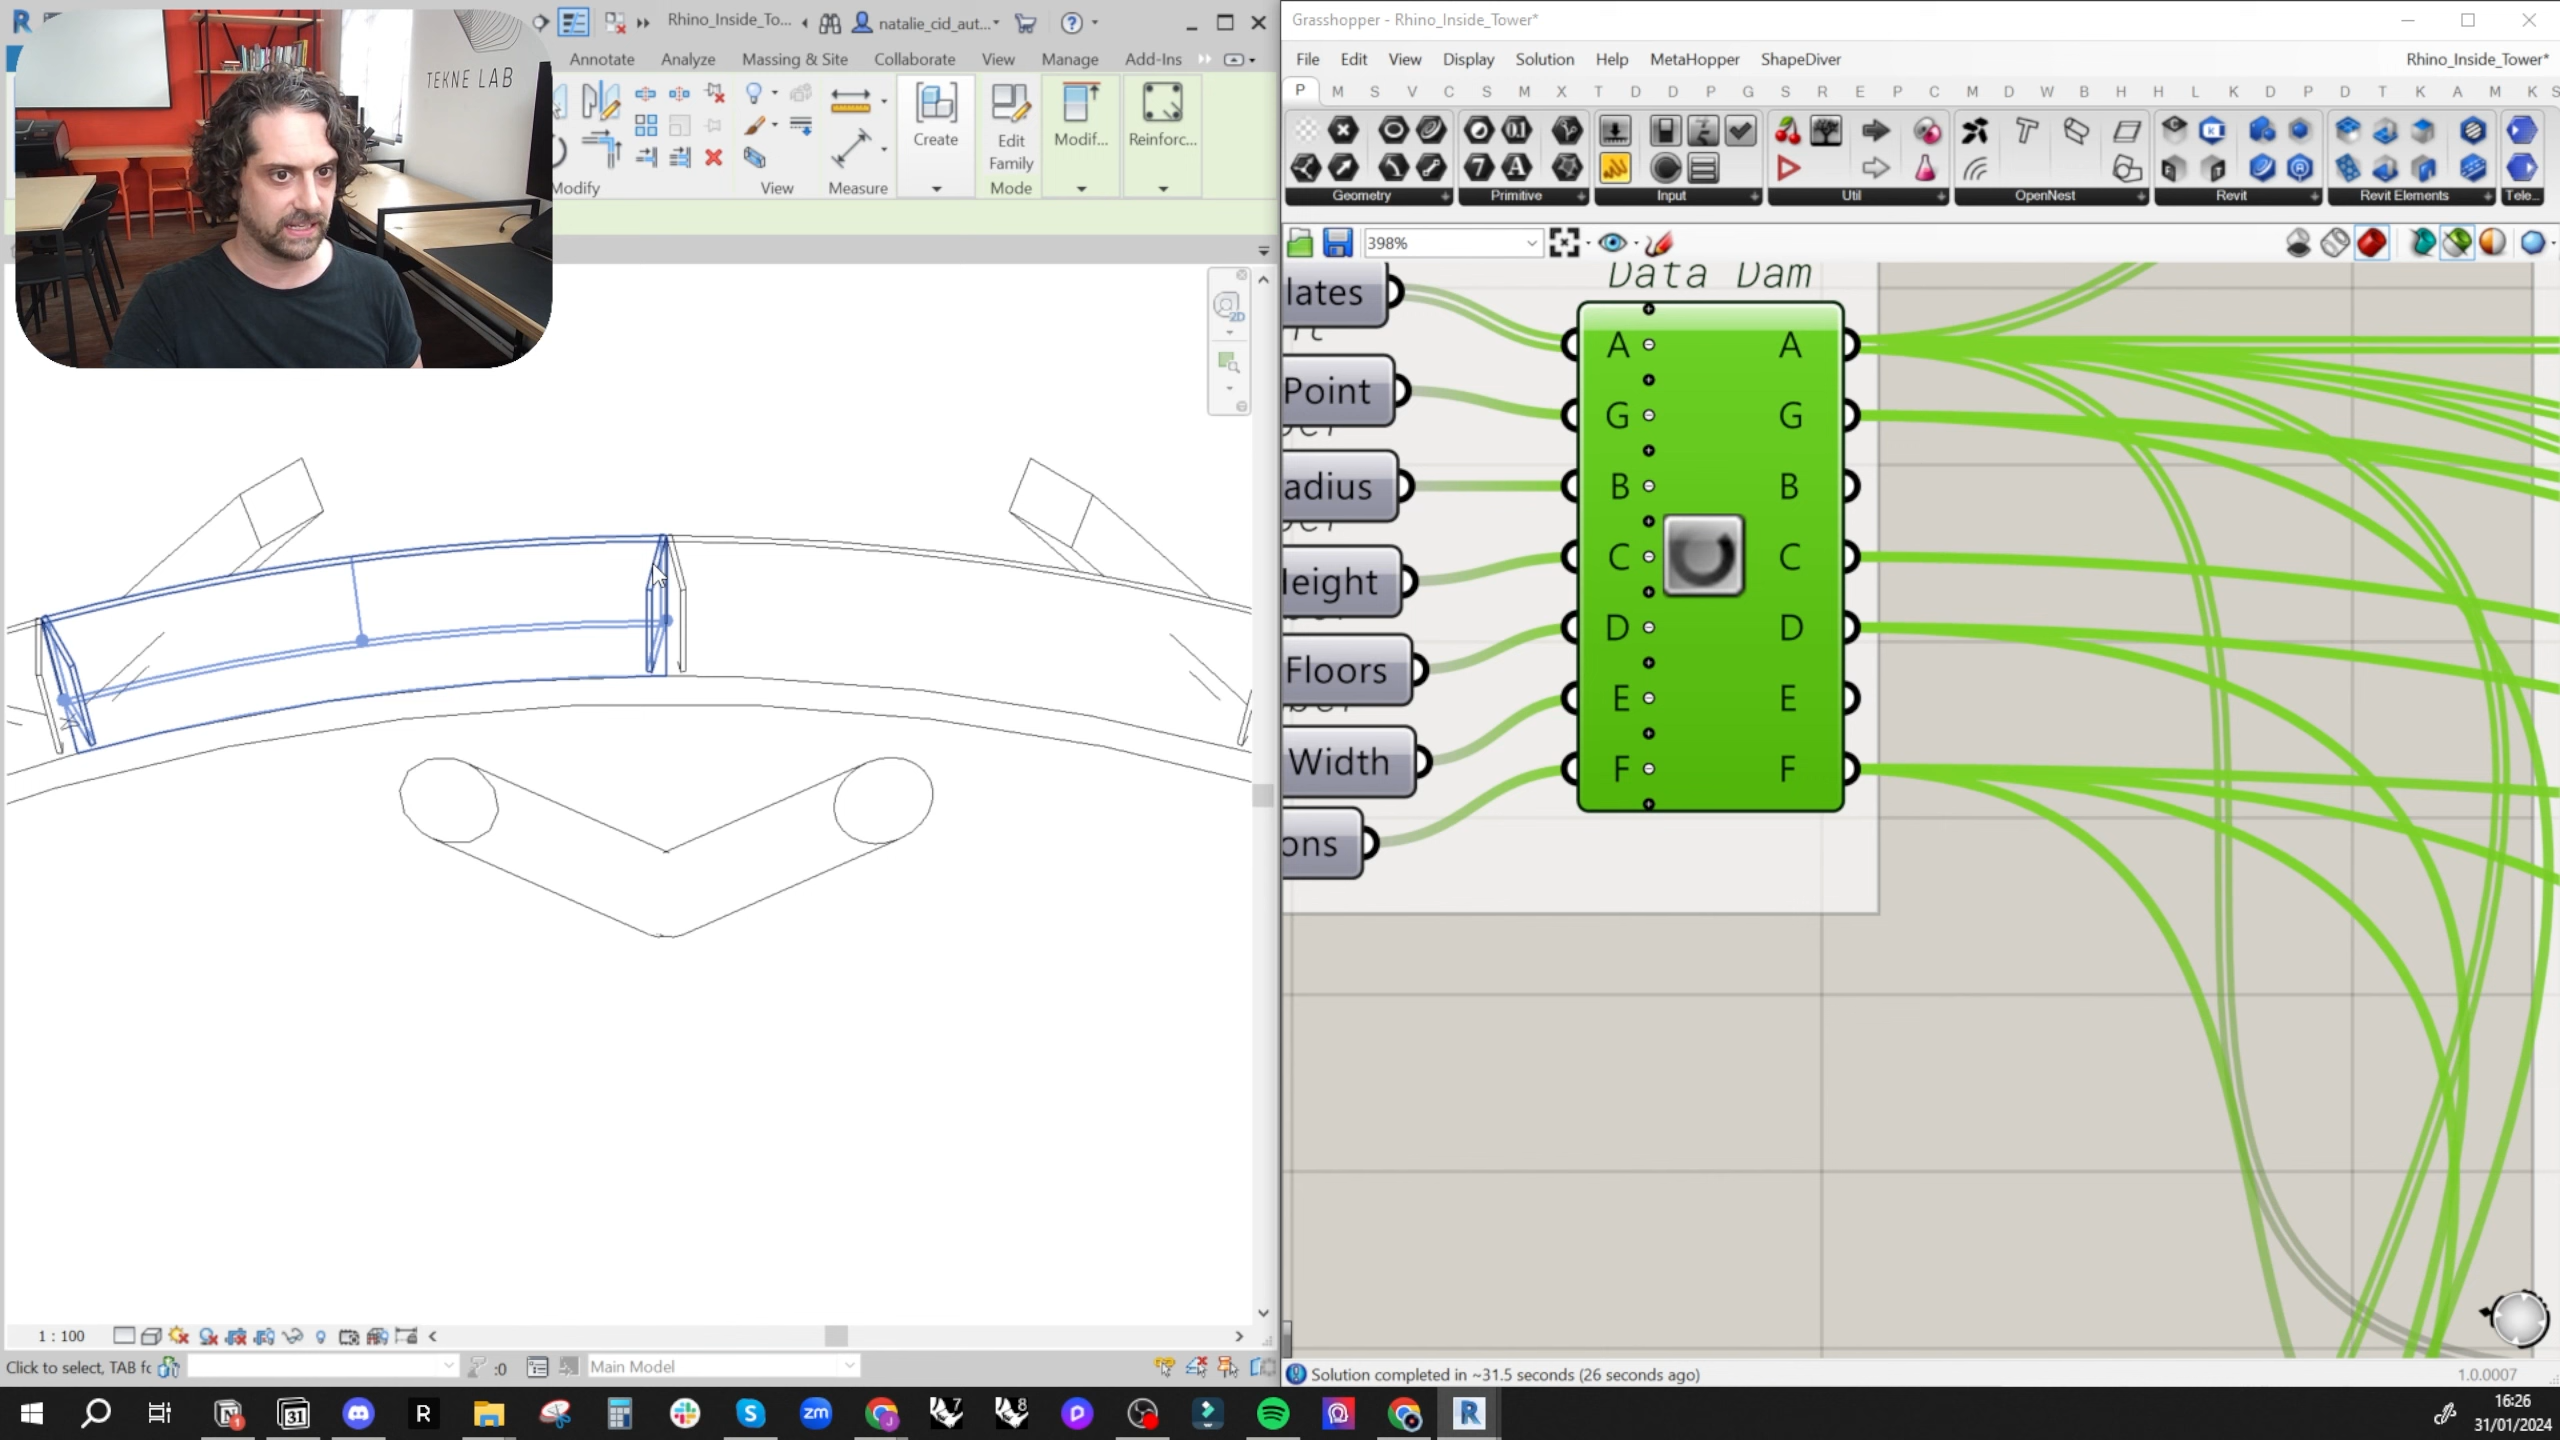 TEKNE LAB
Rhino_Inside_To...
natalie_cid_aut...
Annotate
Analyze
Massing & Site
Collaborate
View
Manage
Add-Ins
Create
Edit
Family
Modif...
Reinforc...
Modify
View
Measure
Mode
2D
1 : 100
Click to select, TAB fc
:0
Main Model
Grasshopper - Rhino_Inside_Tower*
File
Edit
View
Display
Solution
Help
MetaHopper
ShapeDiver
Rhino_Inside_Tower*
P M S V C S M X T D D P G S R E P C M D W B H H L K D P D T K A M K S
Geometry
Primitive
Input
Util
OpenNest
Revit
Revit Elements
Tele...
398%
Data Dam
lates
Point
adius
Height
Floors
Width
ons
A A
G G
B B
C C
D D
E E
F F
Solution completed in ~31.5 seconds (26 seconds ago)
1.0.0007
16:26
31/01/2024